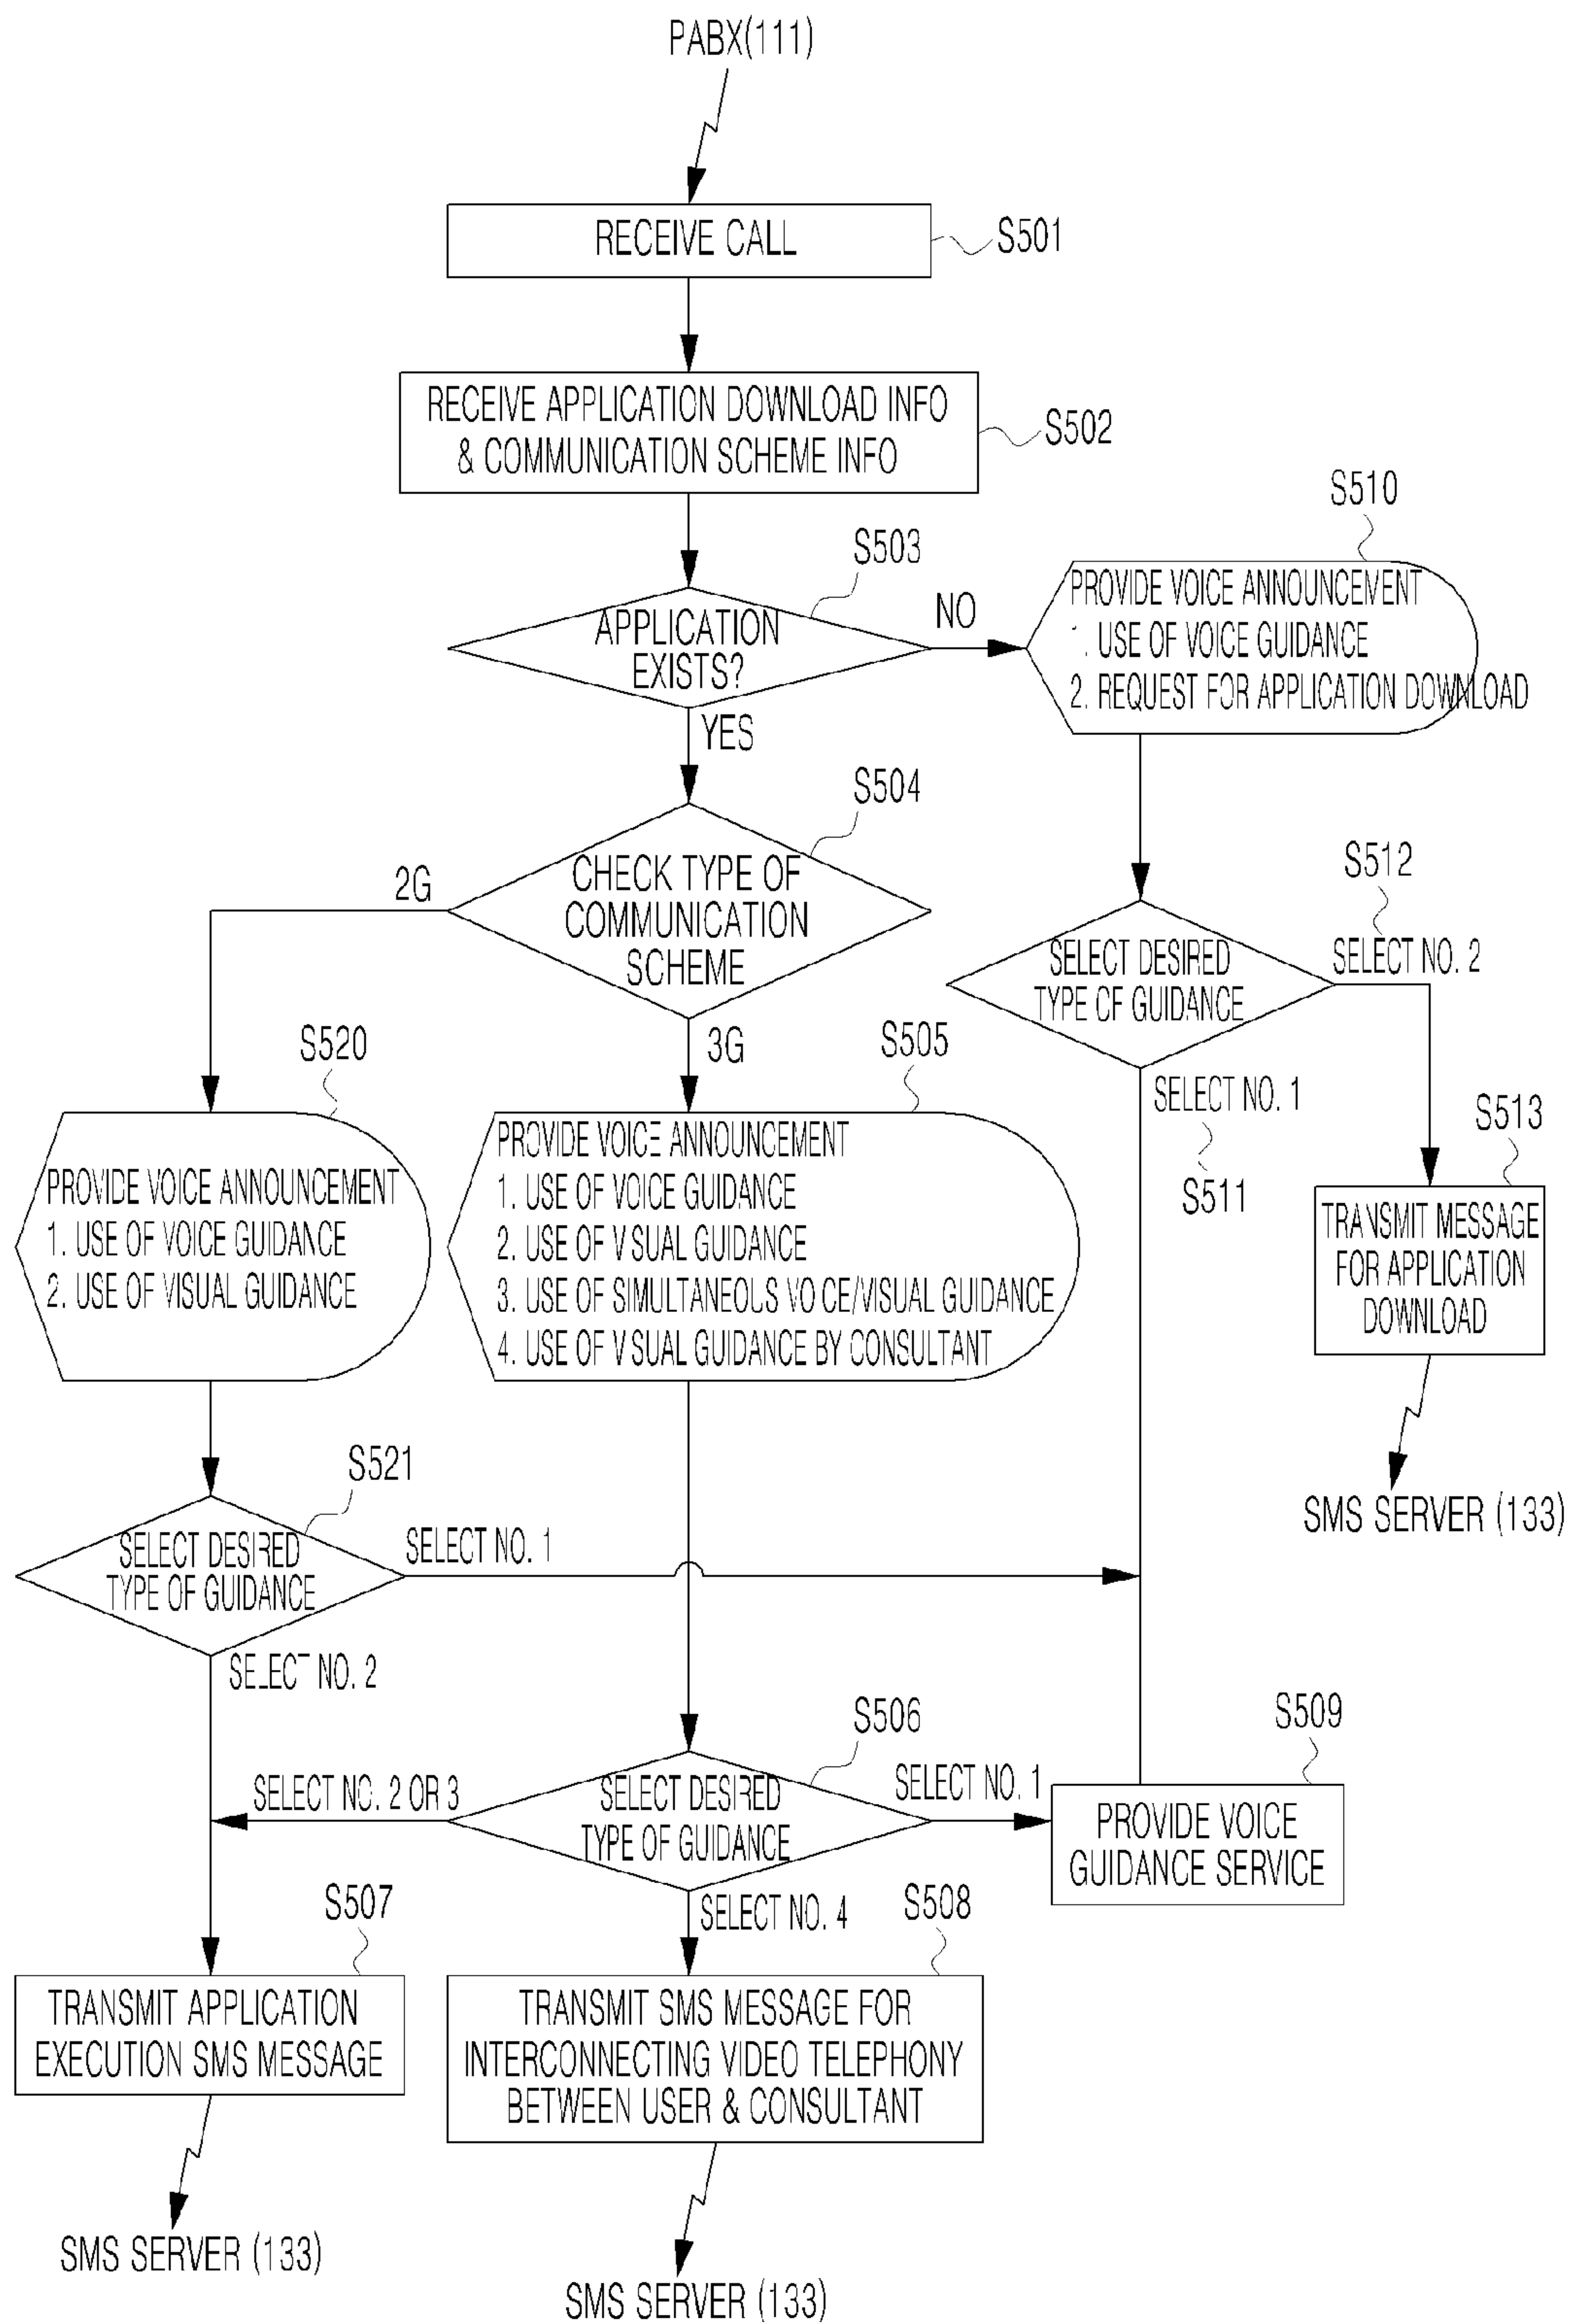 PABX(111)
RECEIVE CALL
S501
RECEIVE APPLICATION DOWNLOAD INFO
& COMMUNICATION SCHEME INFO
S502
S503
APPLICATION
EXISTS?
NO
YES
S510
PROVIDE VOICE ANNOUNCEMENT
1. USE OF VOICE GUIDANCE
2. REQUEST FOR APPLICATION DOWNLOAD
S504
CHECK TYPE OF
COMMUNICATION
SCHEME
2G
3G
S512
SELECT DESIRED
TYPE OF GUIDANCE
SELECT NO. 2
SELECT NO. 1
S511
S513
TRANSMIT MESSAGE
FOR APPLICATION
DOWNLOAD
SMS SERVER (133)
S520
PROVIDE VOICE ANNOUNCEMENT
1. USE OF VOICE GUIDANCE
2. USE OF VISUAL GUIDANCE
S505
PROVIDE VOICE ANNOUNCEMENT
1. USE OF VOICE GUIDANCE
2. USE OF VISUAL GUIDANCE
3. USE OF SIMULTANEOUS VOICE/VISUAL GUIDANCE
4. USE OF VISUAL GUIDANCE BY CONSULTANT
S521
SELECT DESIRED
TYPE OF GUIDANCE
SELECT NO. 1
SELECT NO. 2
S506
SELECT NO. 2 OR 3
SELECT DESIRED
TYPE OF GUIDANCE
SELECT NO. 1
SELECT NO. 4
S509
PROVIDE VOICE
GUIDANCE SERVICE
S507
TRANSMIT APPLICATION
EXECUTION SMS MESSAGE
SMS SERVER (133)
S508
TRANSMIT SMS MESSAGE FOR
INTERCONNECTING VIDEO TELEPHONY
BETWEEN USER & CONSULTANT
SMS SERVER (133)